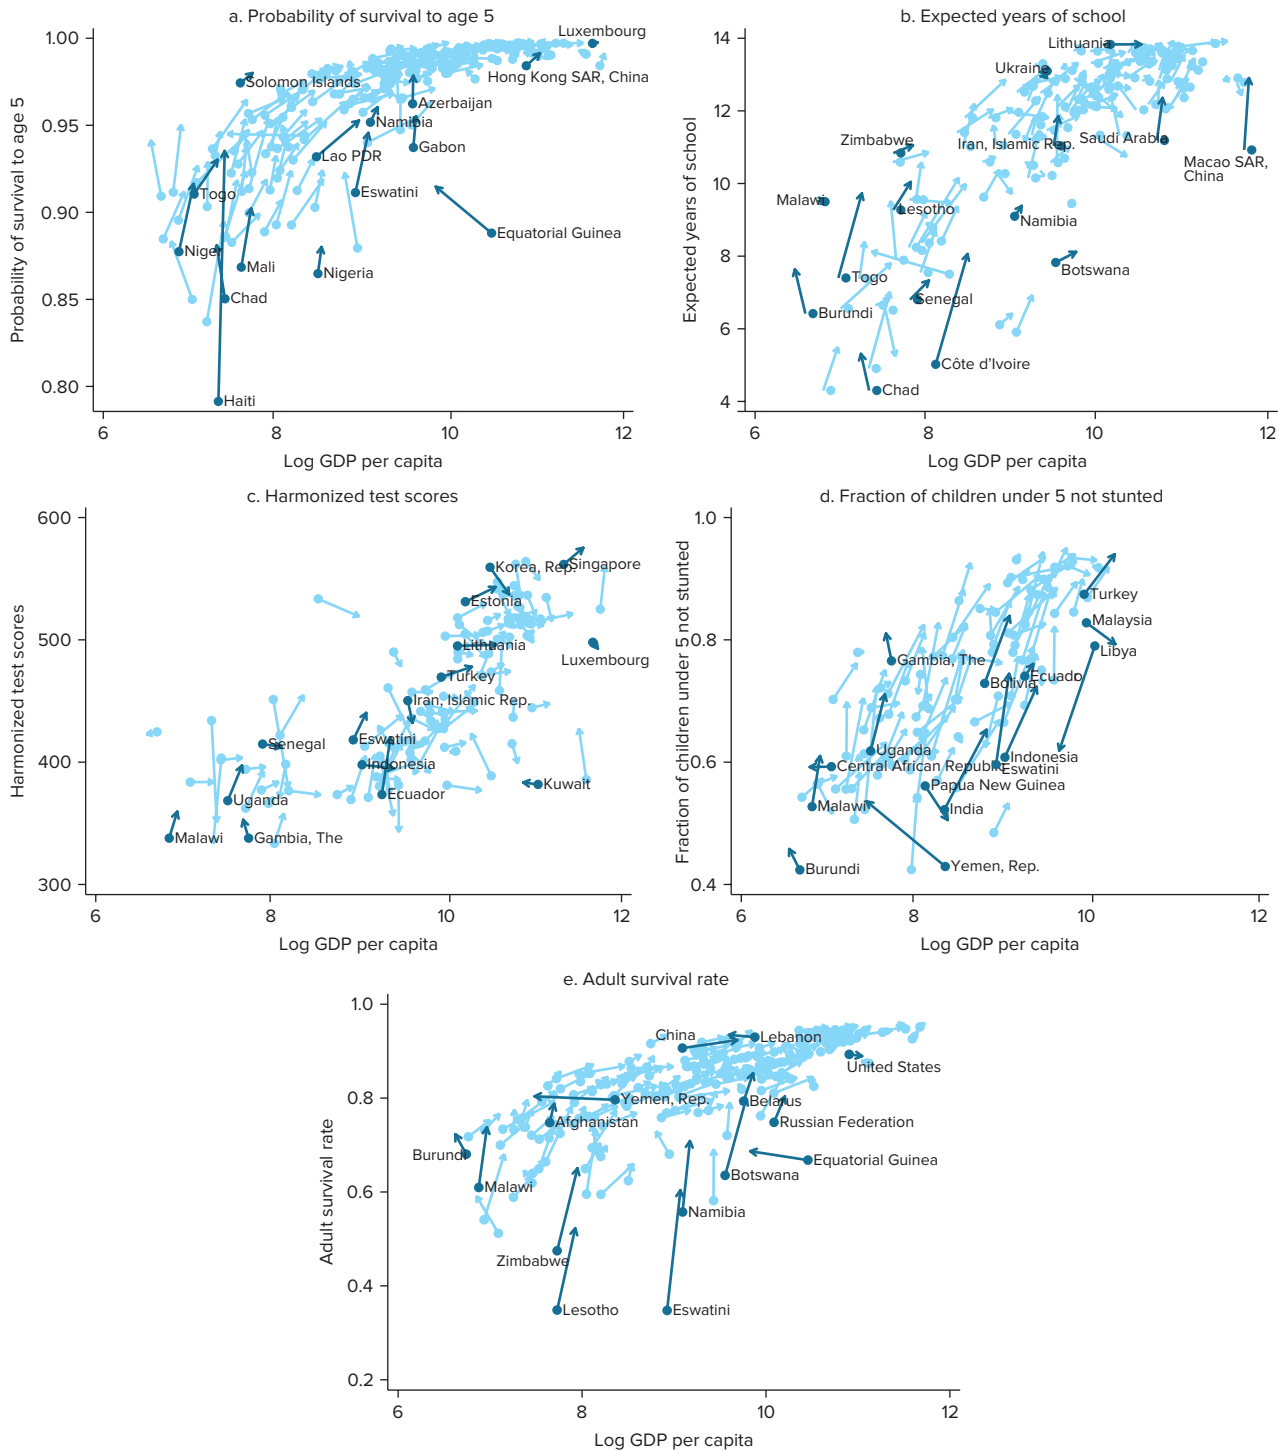 a. Probability of survival to age 5
Probability of survival to age 5
1.00
0.95
0.90
0.85
0.80
Luxembourg
Hong Kong SAR, China
Solomon Islands
Azerbaijan
Namibia
Gabon
Lao PDR
Togo
Eswatini
Equatorial Guinea
Niger
Mali
Nigeria
Chad
Haiti
6
8
10
12
Log GDP per capita
b. Expected years of school
Expected years of school
14
12
10
8
6
4
Lithuania
Ukraine
Zimbabwe
Iran, Islamic Rep.
Saudi Arabia
Macao SAR,
China
Malawi
Lesotho
Namibia
Botswana
Togo
Senegal
Burundi
Côte d’Ivoire
Chad
6
8
10
12
Log GDP per capita
c. Harmonized test scores
Harmonized test scores
600
500
400
300
Korea, Rep.
Singapore
Estonia
Lithuania
Luxembourg
Turkey
Iran, Islamic Rep.
Eswatini
Senegal
Indonesia
Kuwait
Ecuador
Uganda
Malawi
Gambia, The
6
8
10
12
Log GDP per capita
d. Fraction of children under 5 not stunted
Fraction of children under 5 not stunted
1.0
0.8
0.6
0.4
Turkey
Malaysia
Libya
Gambia, The
Ecuador
Bolivia
Uganda
Indonesia
Central African Republic
Eswatini
Papua New Guinea
Malawi
India
Burundi
Yemen, Rep.
6
8
10
12
Log GDP per capita
e. Adult survival rate
Adult survival rate
1.0
0.8
0.6
0.4
0.2
China
Lebanon
United States
Yemen, Rep.
Belarus
Afghanistan
Russian Federation
Burundi
Equatorial Guinea
Botswana
Malawi
Namibia
Zimbabwe
Lesotho
Eswatini
6
8
10
12
Log GDP per capita